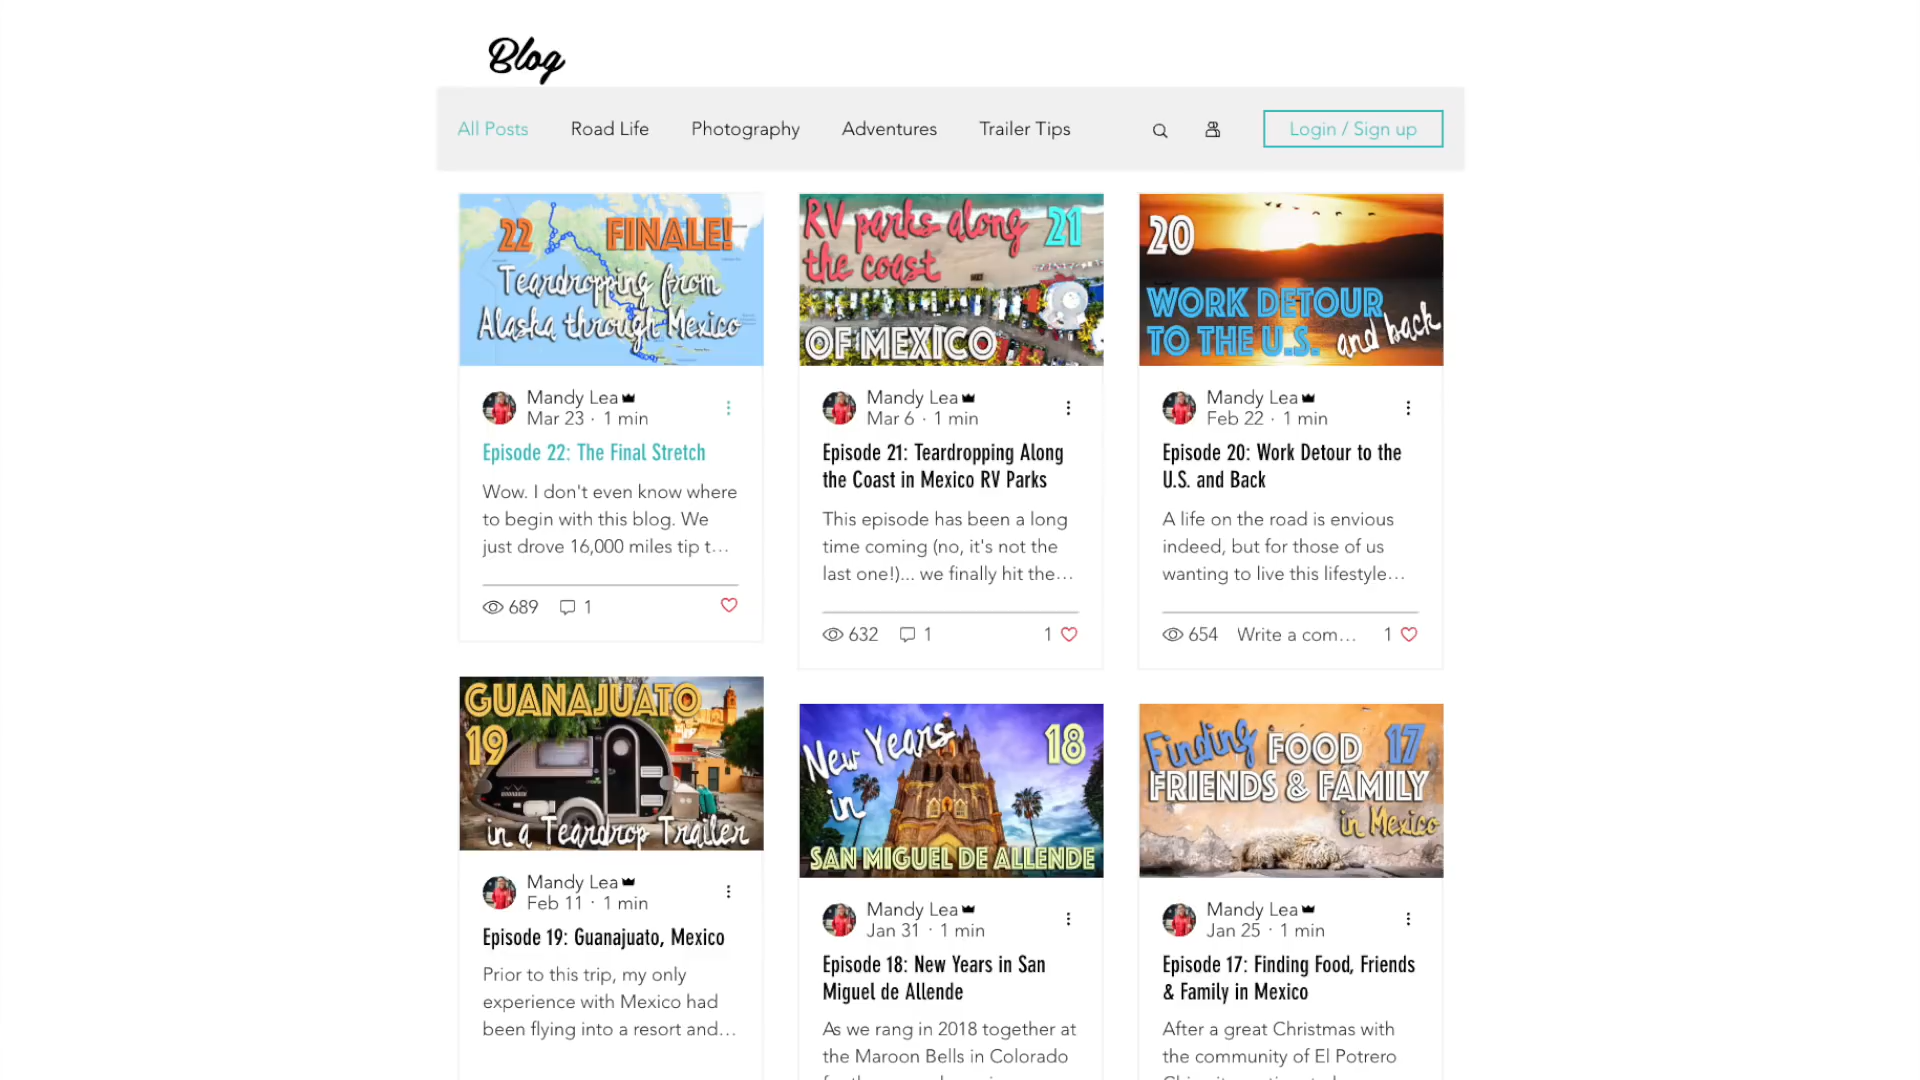 Blog
All Posts
Road Life
Photography
Adventures
Trailer Tips
Login / Sign up
22 FINALE!
Teardropping from
Alaska through Mexico
Mandy Lea
Mar 23 · 1 min
Episode 22: The Final Stretch
Wow. I don't even know where
to begin with this blog. We
just drove 16,000 miles tip t...
689
1
RV parks along 21
the coast
OF MEXICO
Mandy Lea
Mar 6 · 1 min
Episode 21: Teardropping Along
the Coast in Mexico RV Parks
This episode has been a long
time coming (no, it's not the
last one!)... we finally hit the...
632
1
1
20
WORK DETOUR
TO THE U.S. and back
Mandy Lea
Feb 22 · 1 min
Episode 20: Work Detour to the
U.S. and Back
A life on the road is envious
indeed, but for those of us
wanting to live this lifestyle...
654
Write a com...
1
GUANAJUATO
19
in a Teardrop Trailer
Mandy Lea
Feb 11 · 1 min
Episode 19: Guanajuato, Mexico
Prior to this trip, my only
experience with Mexico had
been flying into a resort and...
New Years 18
in
SAN MIGUEL DE ALLENDE
Mandy Lea
Jan 31 · 1 min
Episode 18: New Years in San
Miguel de Allende
As we rang in 2018 together at
the Maroon Bells in Colorado
Finding FOOD 17
FRIENDS & FAMILY
in Mexico
Mandy Lea
Jan 25 · 1 min
Episode 17: Finding Food, Friends
& Family in Mexico
After a great Christmas with
the community of El Potrero